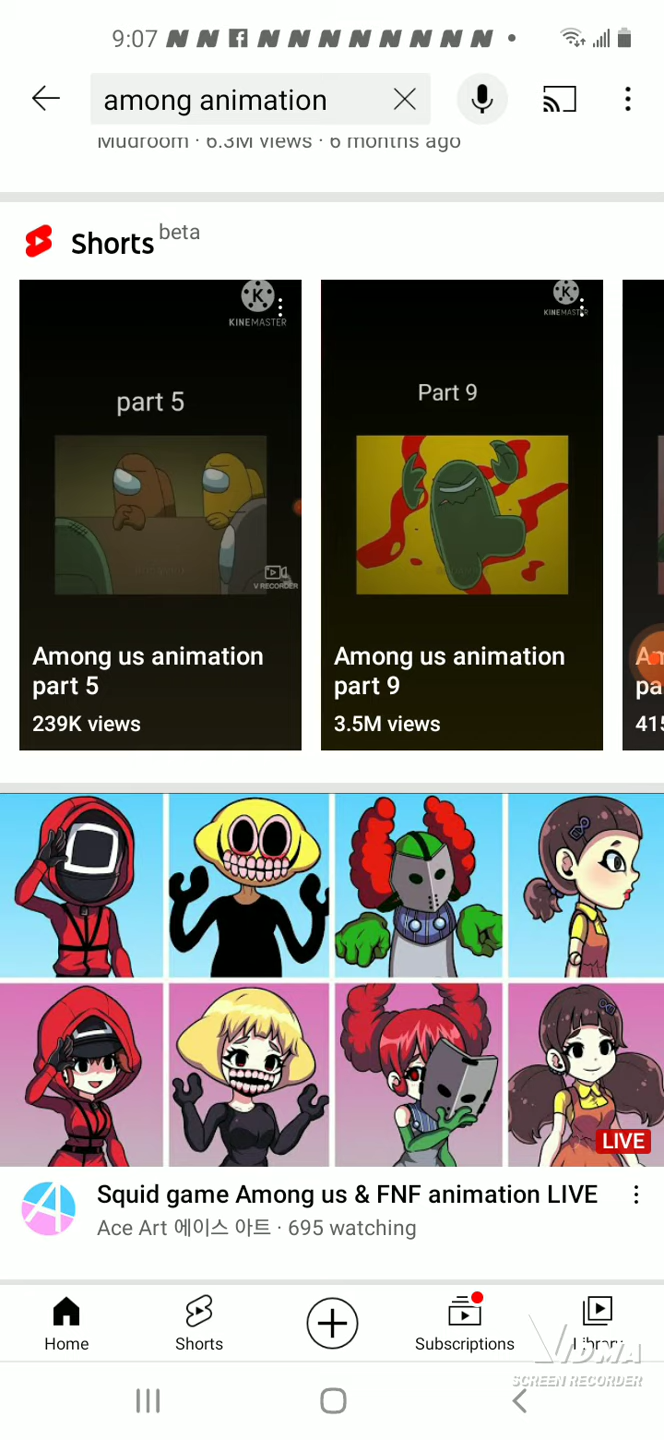 9:07
among animation
Mudroom · 6.3M views · 6 months ago
Shorts beta
KINEMASTER
part 5
V RECORDER
Among us animation
part 5
239K views
KINEMASTER
Part 9
Among us animation
part 9
3.5M views
415
LIVE
Squid game Among us & FNF animation LIVE
Ace Art 에이스 아트 · 695 watching
Home
Shorts
Subscriptions
Library
VIDMA
SCREEN RECORDER